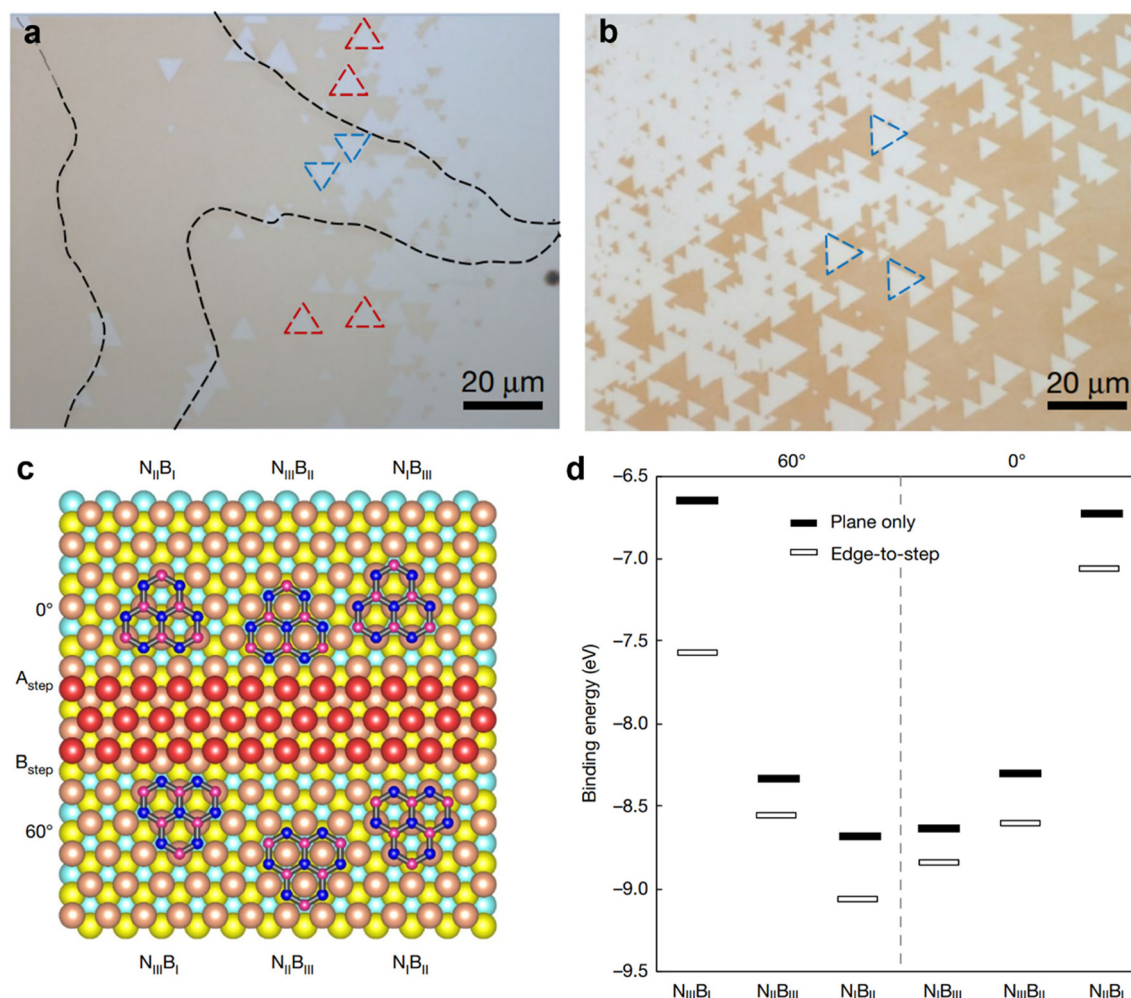 a
20 μm
b
20 μm
c
N_II B_I N_III B_II N_I B_III
0°
A_step
B_step
60°
N_III B_I N_II B_III N_I B_II
d
60° 0°
Plane only
Edge-to-step
Binding energy (eV)
−6.5
−7.0
−7.5
−8.0
−8.5
−9.0
−9.5
N_III B_I N_II B_III N_I B_II N_I B_III N_III B_II N_II B_I